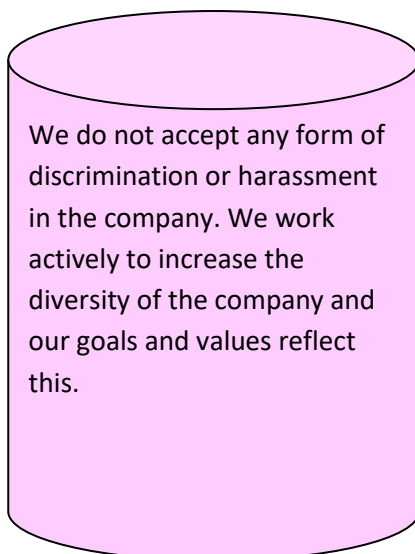 We do not accept any form of
discrimination or harassment
in the company. We work
actively to increase the
diversity of the company and
our goals and values reflect
this.